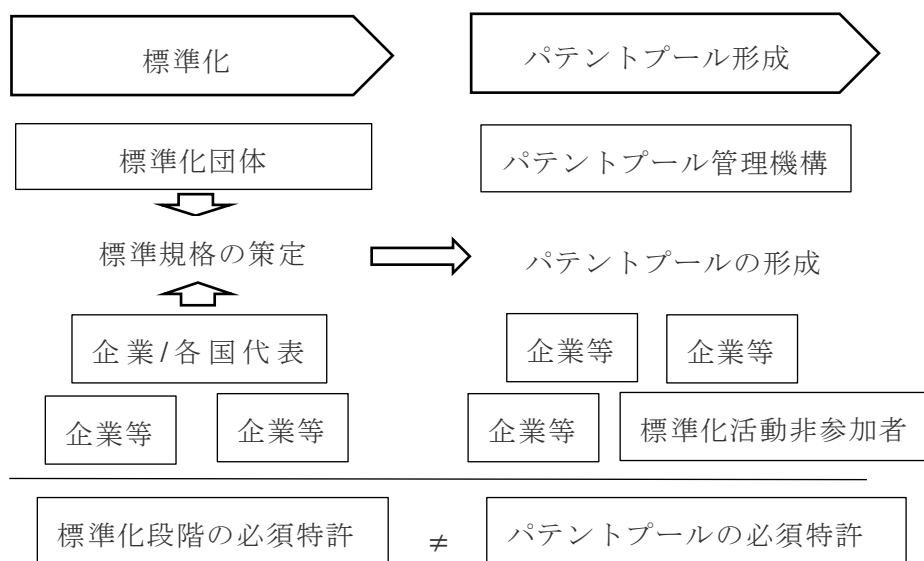 標準化
パテントプール形成
標準化団体
パテントプール管理機構
標準規格の策定
パテントプールの形成
企業/各国代表
企業等
企業等
企業等
企業等
企業等
標準化活動非参加者
標準化段階の必須特許
≠
パテントプールの必須特許